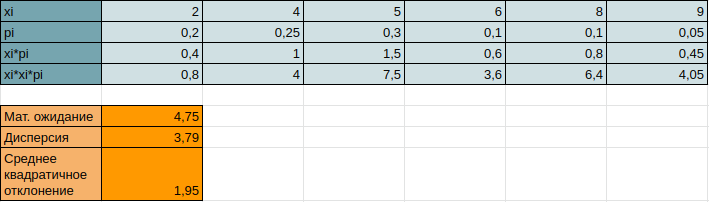 xi 2 4 5 6 8 9
pi 0,2 0,25 0,3 0,1 0,1 0,05
xi*pi 0,4 1 1,5 0,6 0,8 0,45
xi*xi*pi 0,8 4 7,5 3,6 6,4 4,05
Мат. ожидание 4,75
Дисперсия 3,79
Среднее
квадратичное
отклонение 1,95